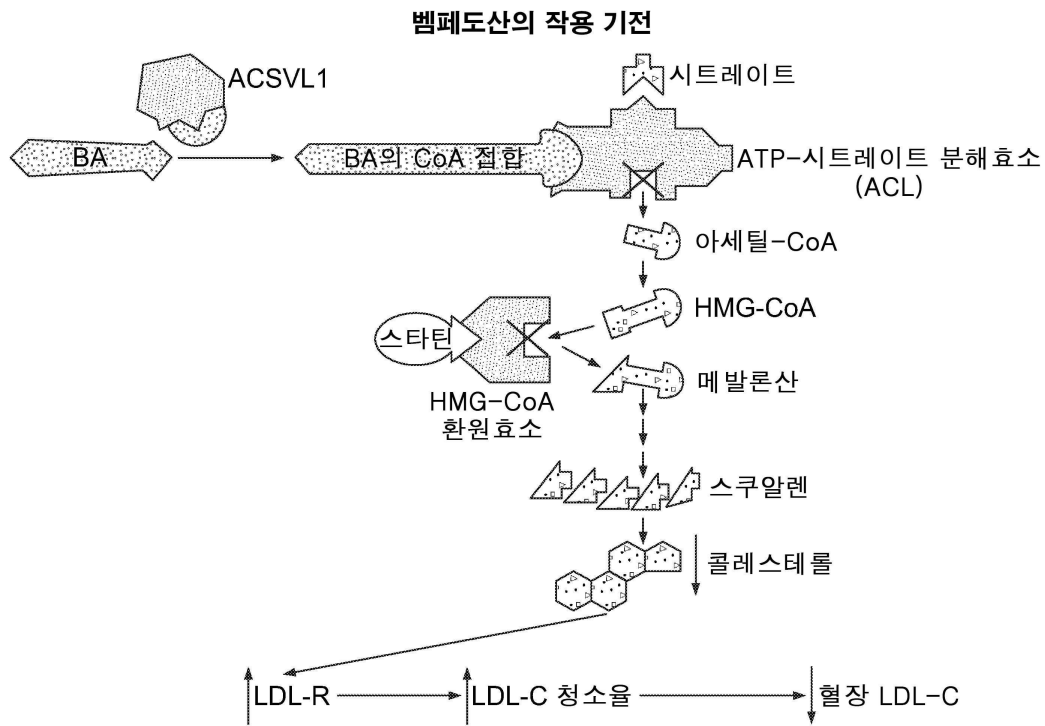 벰페도산의 작용 기전
ACSVL1
시트레이트
BA
BA의 CoA 접합
ATP-시트레이트 분해효소
(ACL)
아세틸-CoA
HMG-CoA
스타틴
메발론산
HMG-CoA
환원효소
스쿠알렌
콜레스테롤
LDL-R
LDL-C 청소율
혈장 LDL-C